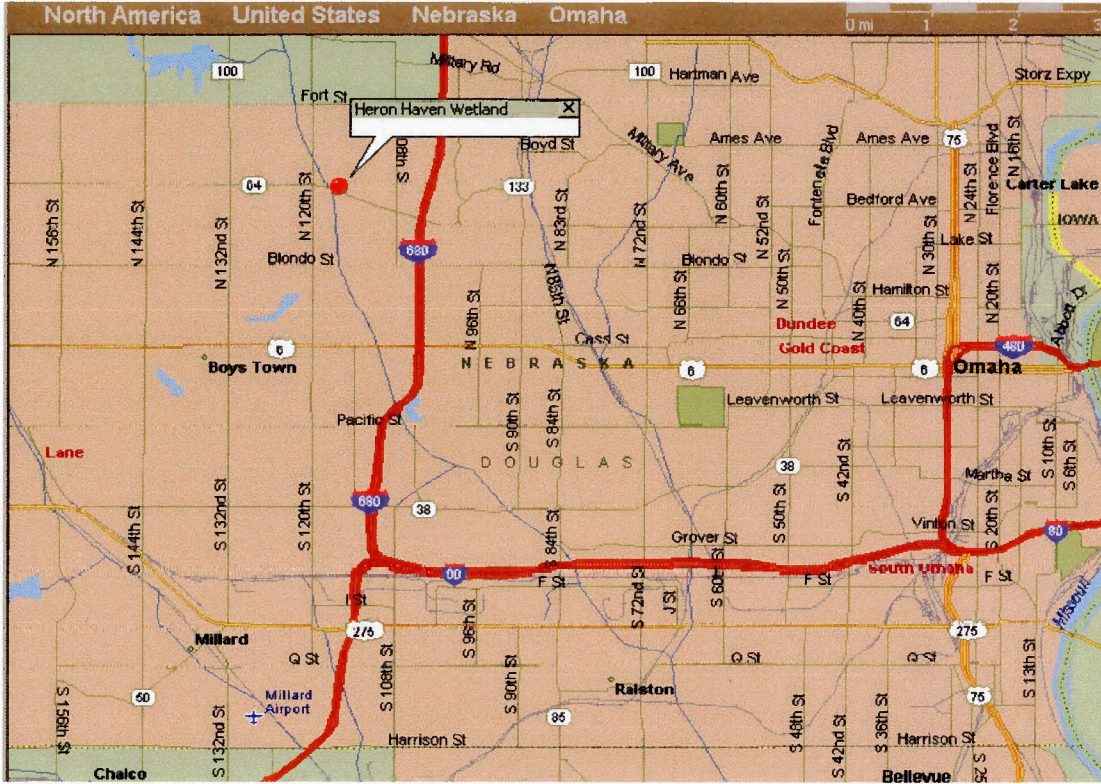 North America United States Nebraska Omaha
0 mi 1 2 3
Military Rd
100
100
Hartman Ave
Storz Expy
Fort St
Heron Haven Wetland
Boyd St
Military Ave
Ames Ave
Ames Ave
75
Florence Blvd
N 16th St
N 24th St
Carter Lake
IOWA
64
133
N 120th St
N 156th St
N 144th St
N 132nd St
N 83rd St
N 72nd St
N 60th St
N 52nd St
Bedford Ave
N 30th St
Lake St
Blondo St
680
Blondo St
N 50th St
Hamilton St
N 20th St
N 96th St
N 66th St
N 40th St
64
Abbott Dr
Dundee
Gold Coast
Cass St
480
6
Boys Town
NEBRASKA
6
6
Omaha
Pacific St
Leavenworth St
Leavenworth St
S 90th St
S 84th St
S 10th St
S 6th St
Lane
DOUGLAS
38
S 42nd St
Martha St
680
38
S 144th St
S 132nd St
S 120th St
S 84th St
S 50th St
Grover St
Vinton St
S 20th St
80
80
F St
F St
South Omaha
F St
S 72nd St
J St
S 60th St
I St
S 96th St
275
275
Missouri
Millard
Q St
Q St
Q St
S 13th St
S 108th St
S 90th St
Ralston
50
Millard
Airport
S 156th St
S 132nd St
85
S 48th St
S 42nd St
S 36th St
75
Harrison St
Harrison St
Chalco
Bellevue